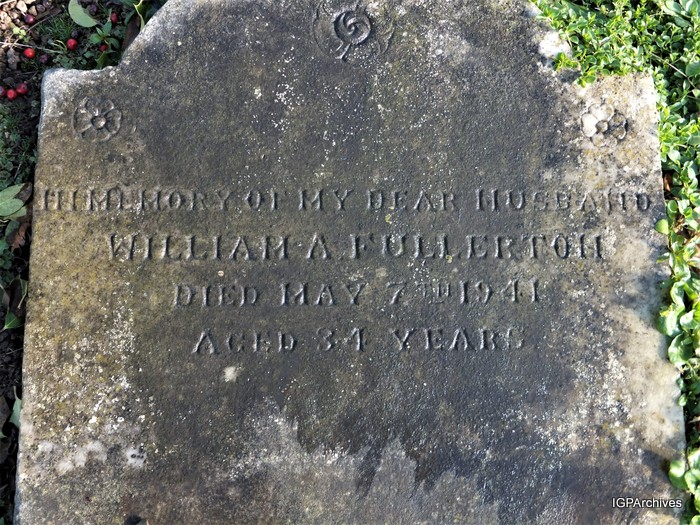 IN MEMORY OF MY DEAR HUSBAND
WILLIAM A. FULLERTON
DIED MAY 7TH 1941
AGED 34 YEARS
IGPArchives